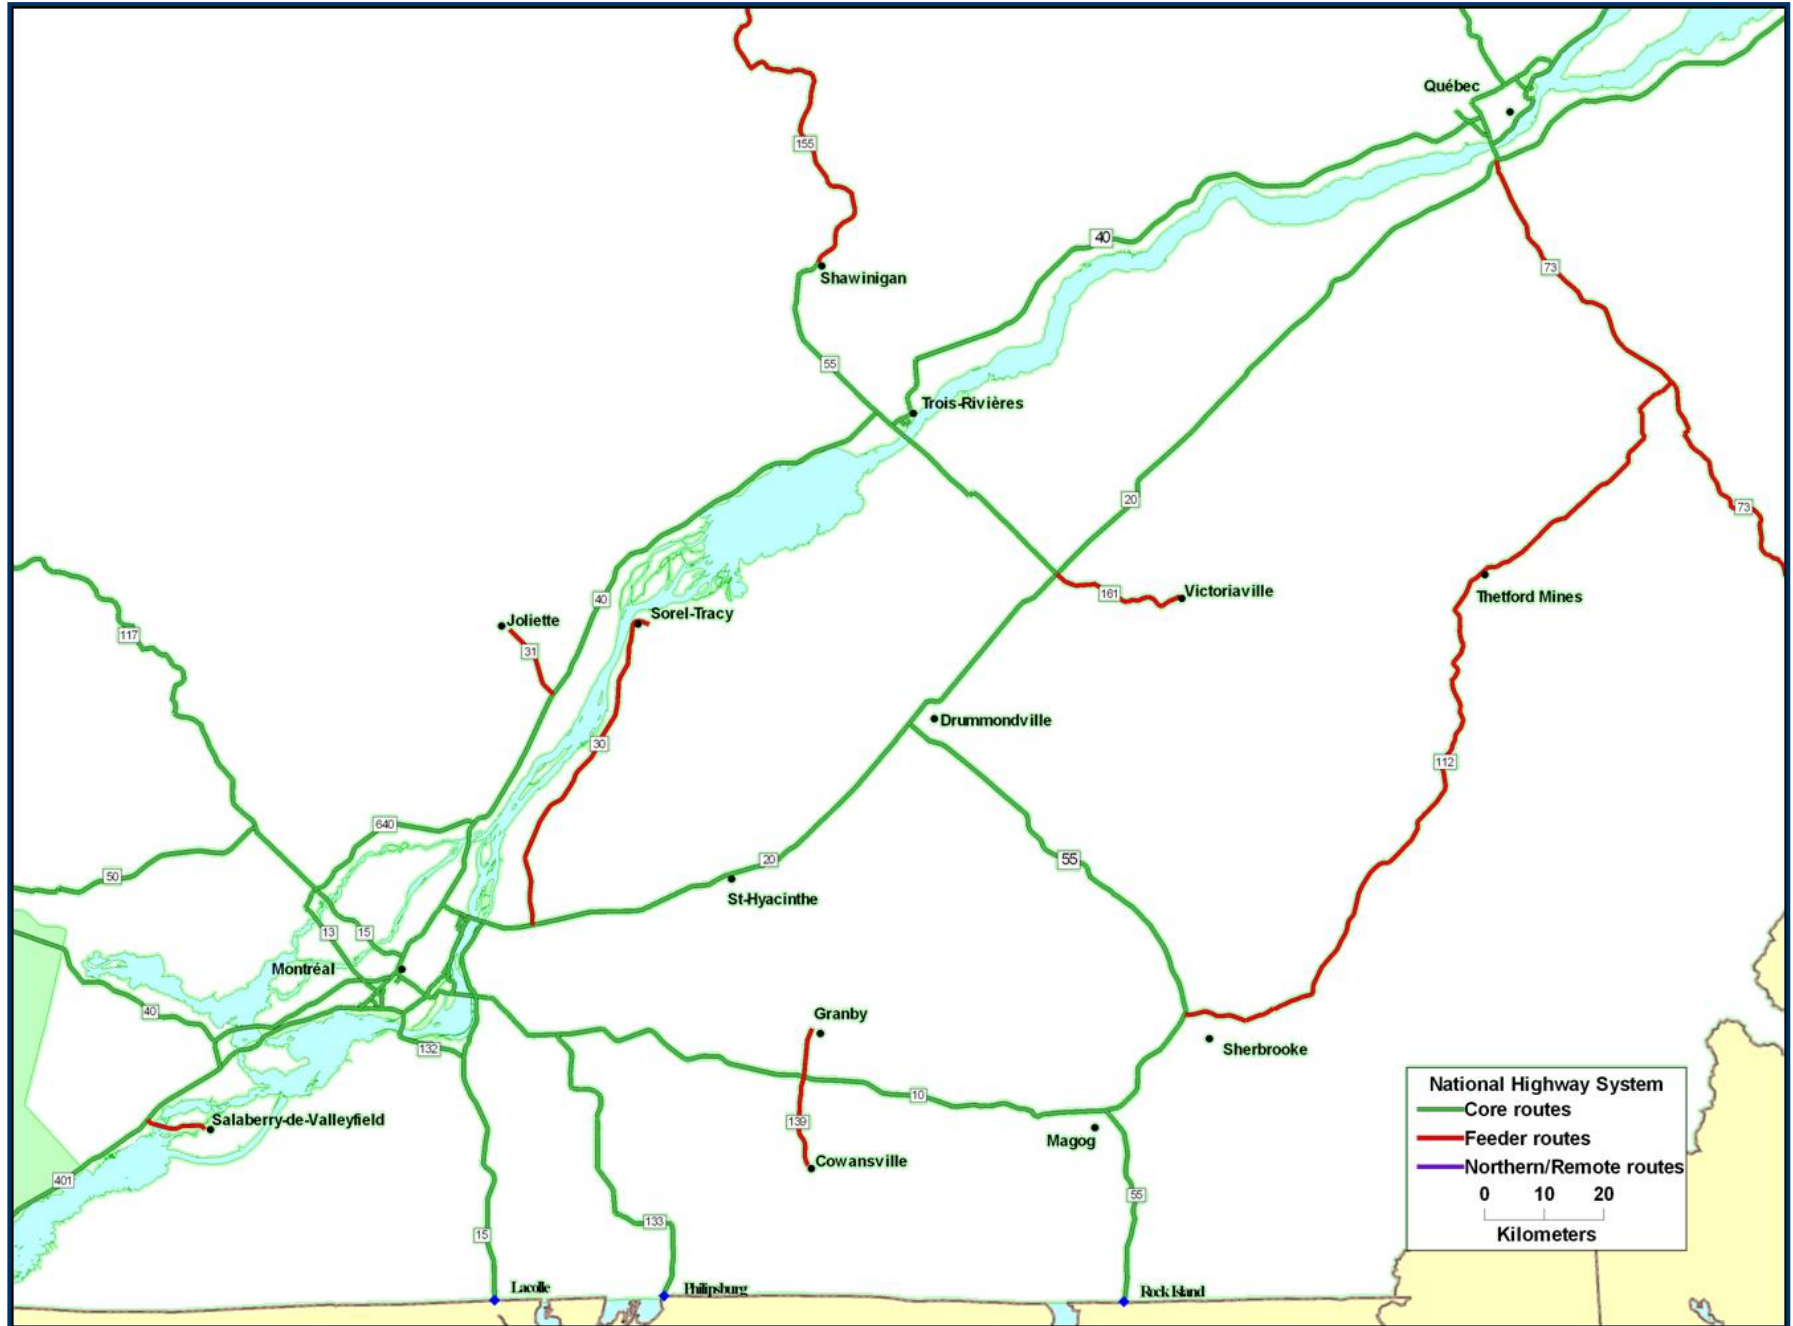 Québec
155
40
Shawinigan
73
55
Trois-Rivières
20
73
161
Victoriaville
Thetford Mines
40
Sorel-Tracy
Joliette
117
31
Drummondville
30
112
640
20
55
50
St-Hyacinthe
13
15
Montréal
40
Granby
132
Sherbrooke
National Highway System
Core routes
10
Salaberry-de-Valleyfield
139
Feeder routes
Magog
Cowansville
Northern/Remote routes
401
55
0 10 20
133
15
Kilometers
Lacolle
Philipsburg
Rock Island